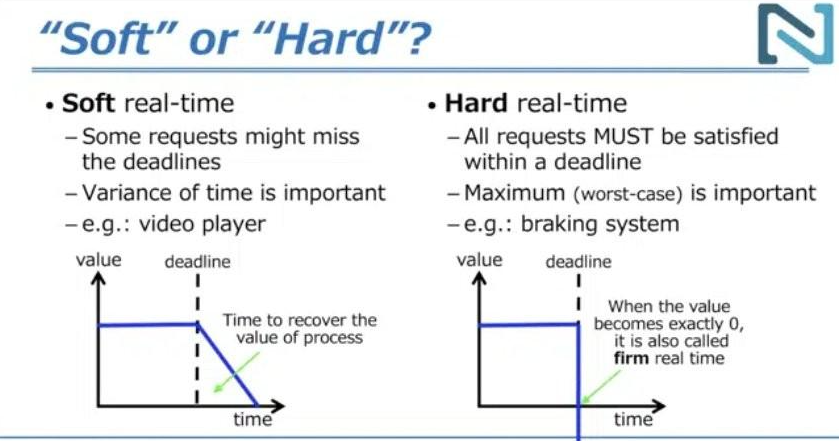 “Soft” or “Hard”?
• Soft real-time
– Some requests might miss
the deadlines
– Variance of time is important
– e.g.: video player
value
deadline
Time to recover the
value of process
time
• Hard real-time
– All requests MUST be satisfied
within a deadline
– Maximum (worst-case) is important
– e.g.: braking system
value
deadline
When the value
becomes exactly 0,
it is also called
firm real time
time